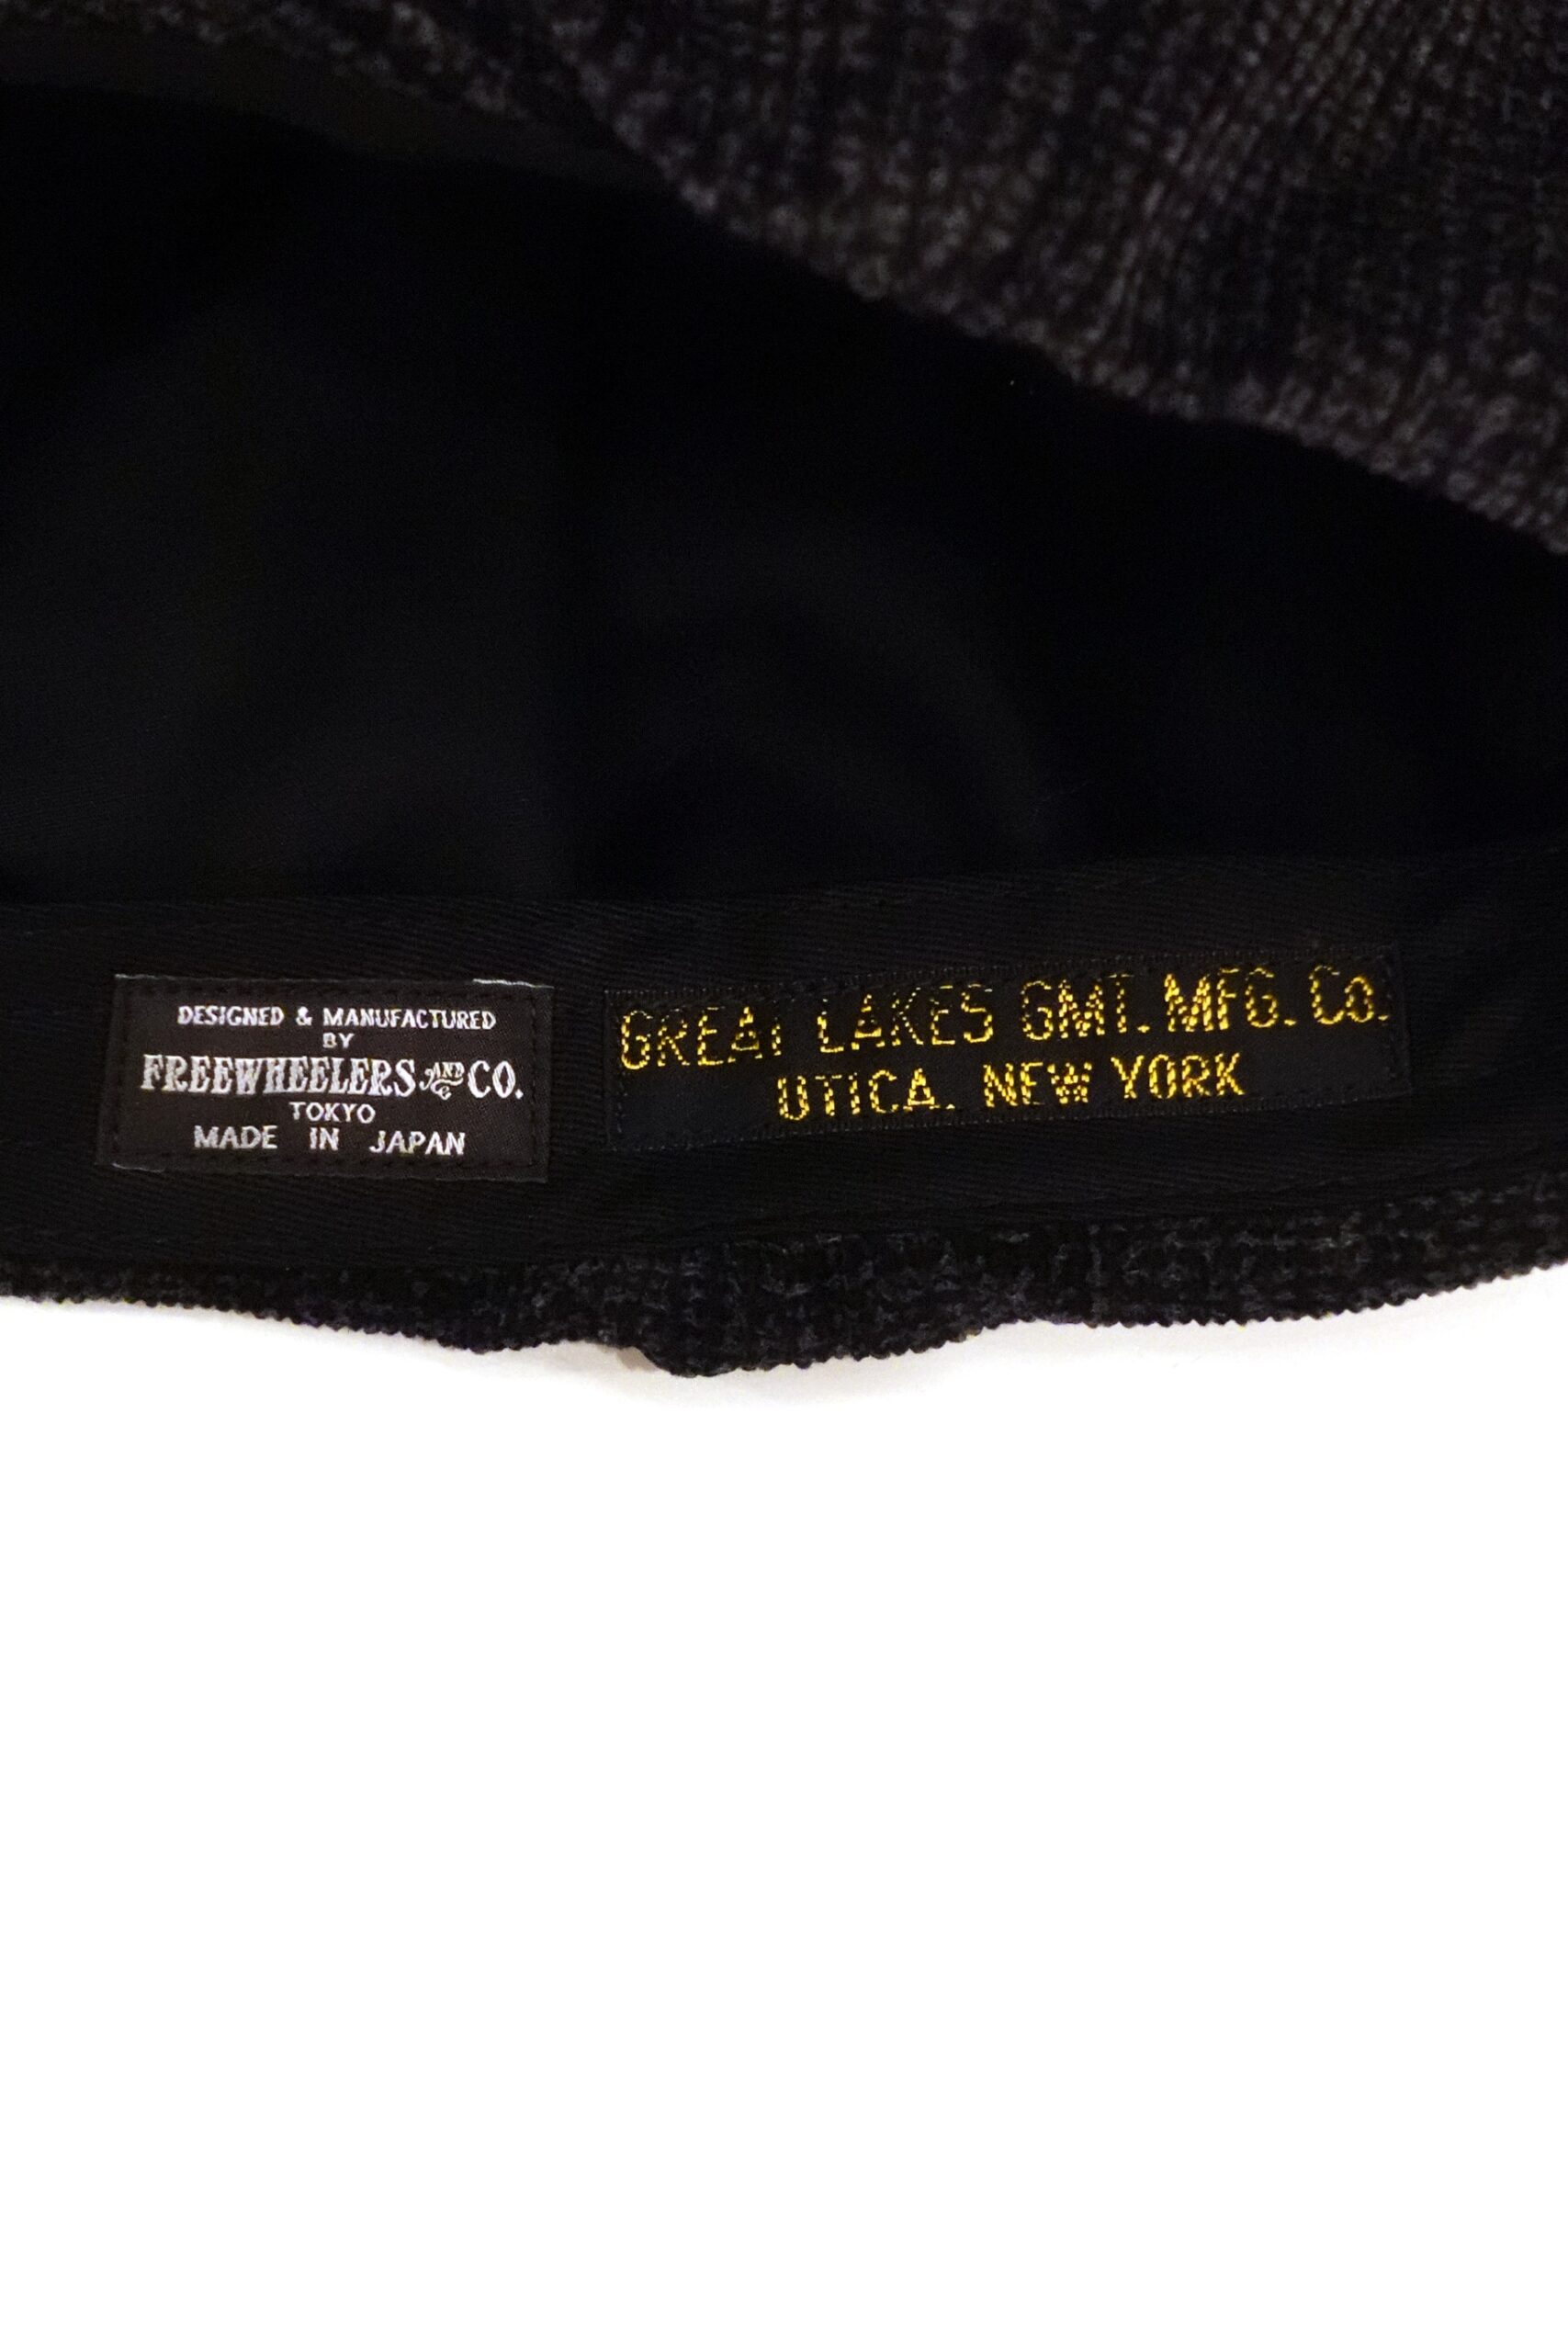 DESIGNED & MANUFACTURED
BY
FREEWHEELERS AND CO.
TOKYO
MADE IN JAPAN
GREAT LAKES GMT. MFG. Co.
UTICA. NEW YORK